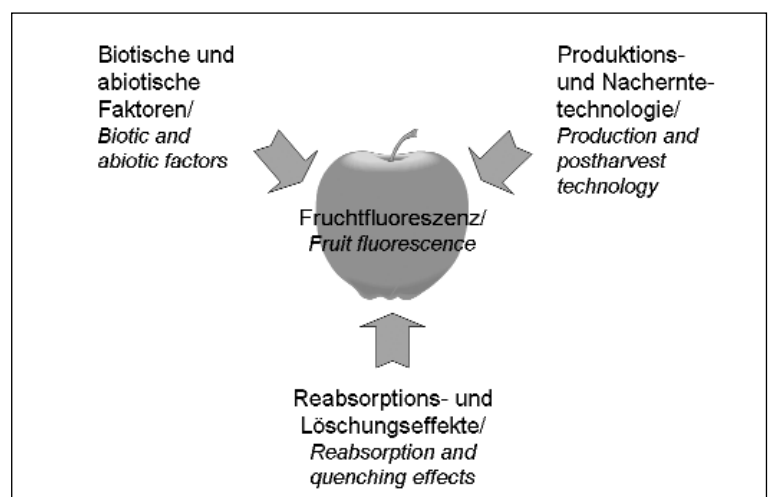 Biotische und
abiotische
Faktoren/
Biotic and
abiotic factors
Produktions-
und Nachernte-
technologie/
Production and
postharvest
technology
Fruchtfluoreszenz/
Fruit fluorescence
Reabsorptions- und
Löschungseffekte/
Reabsorption and
quenching effects